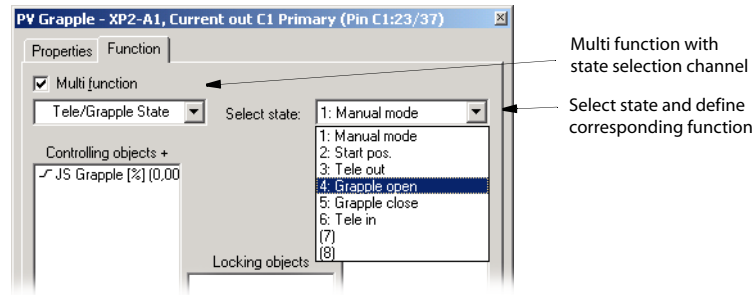 PV Grapple - XP2-A1, Current out C1 Primary (Pin C1:23/37)
Properties Function
Multi function
Multi function with
state selection channel
Tele/Grapple State Select state: 1: Manual mode
Select state and define
corresponding function
1: Manual mode
2: Start pos.
3: Tele out
4: Grapple open
5: Grapple close
6: Tele in
(7)
(8)
Controlling objects +
JS Grapple [%] (0,00
Locking objects